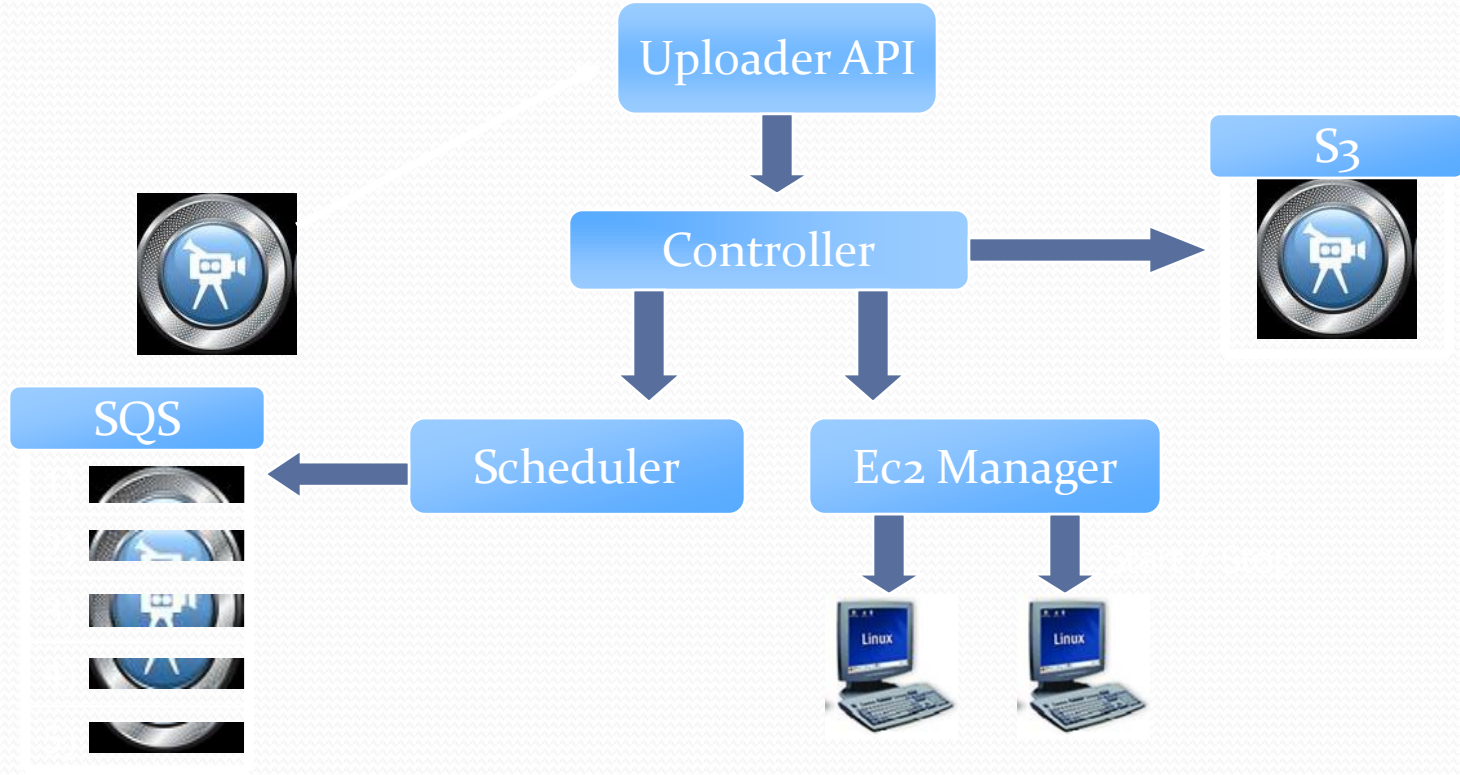 Uploader API
S3
Controller
SQS
Scheduler
Ec2 Manager
Linux
Linux